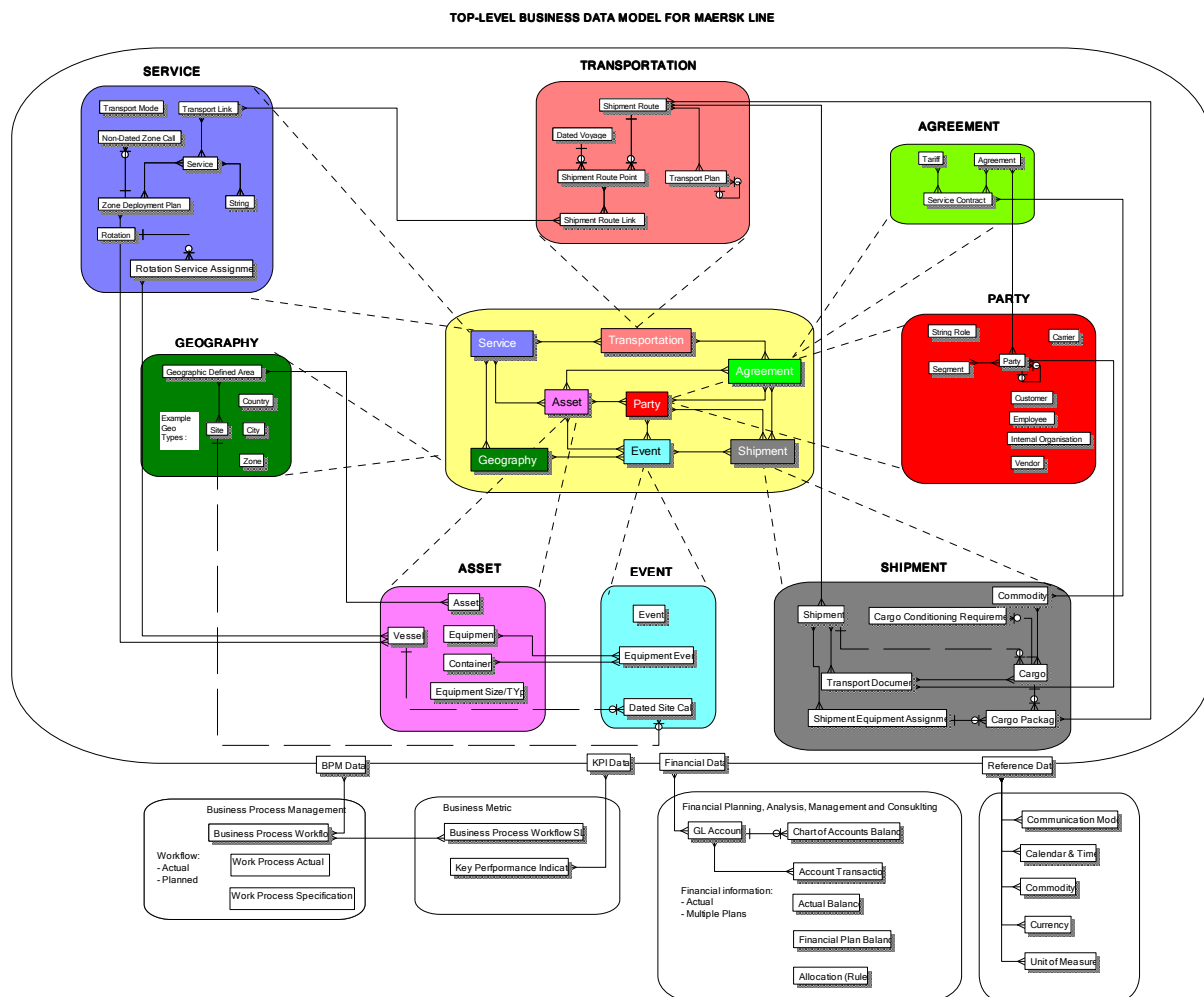 TOP-LEVEL BUSINESS DATA MODEL FOR MAERSK LINE
SERVICE
Transport Mode
Transport Link
Non-Dated Zone Call
Service
Zone Deployment Plan
String
Rotation
Rotation Service Assignme
TRANSPORTATION
Shipment Route
Dated Voyage
Shipment Route Point
Transport Plan
Shipment Route Link
AGREEMENT
Tariff
Agreement
Service Contract
PARTY
String Role
Carrier
Party
Segment
Customer
Employee
Internal Organisation
Vendor
GEOGRAPHY
Geographic Defined Area
Country
Example
Geo
Types :
Site
City
Zone
Service
Transportation
Agreement
Asset
Party
Event
Shipment
Geography
ASSET
Asset
Vessel
Equipmen
Container
Equipment Size/TYp
EVENT
Event
Equipment Even
Dated Site Cal
SHIPMENT
Commodity
Shipment
Cargo Conditioning Requireme
Cargo
Transport Documen
Shipment Equipment Assignme
Cargo Packag
BPM Data
KPI Data
Financial Data
Reference Dat
Business Process Management
Business Process Workflo
Workflow:
- Actual
- Planned
Work Process Actual
Work Process Specification
Business Metric
Business Process Workflow St
Key Perpformance Indicat
Financial Planning, Analysis, Management and Consuklting
GL Accoun
Chart of Accounts Balanc
Account Transactio
Financial information:
- Actual
- Multiple Plans
Actual Balanc
Financial Plan Balanc
Allocation (Rule
Communication Mode
Calendar & Time
Commodity
Currency
Unit of Measure